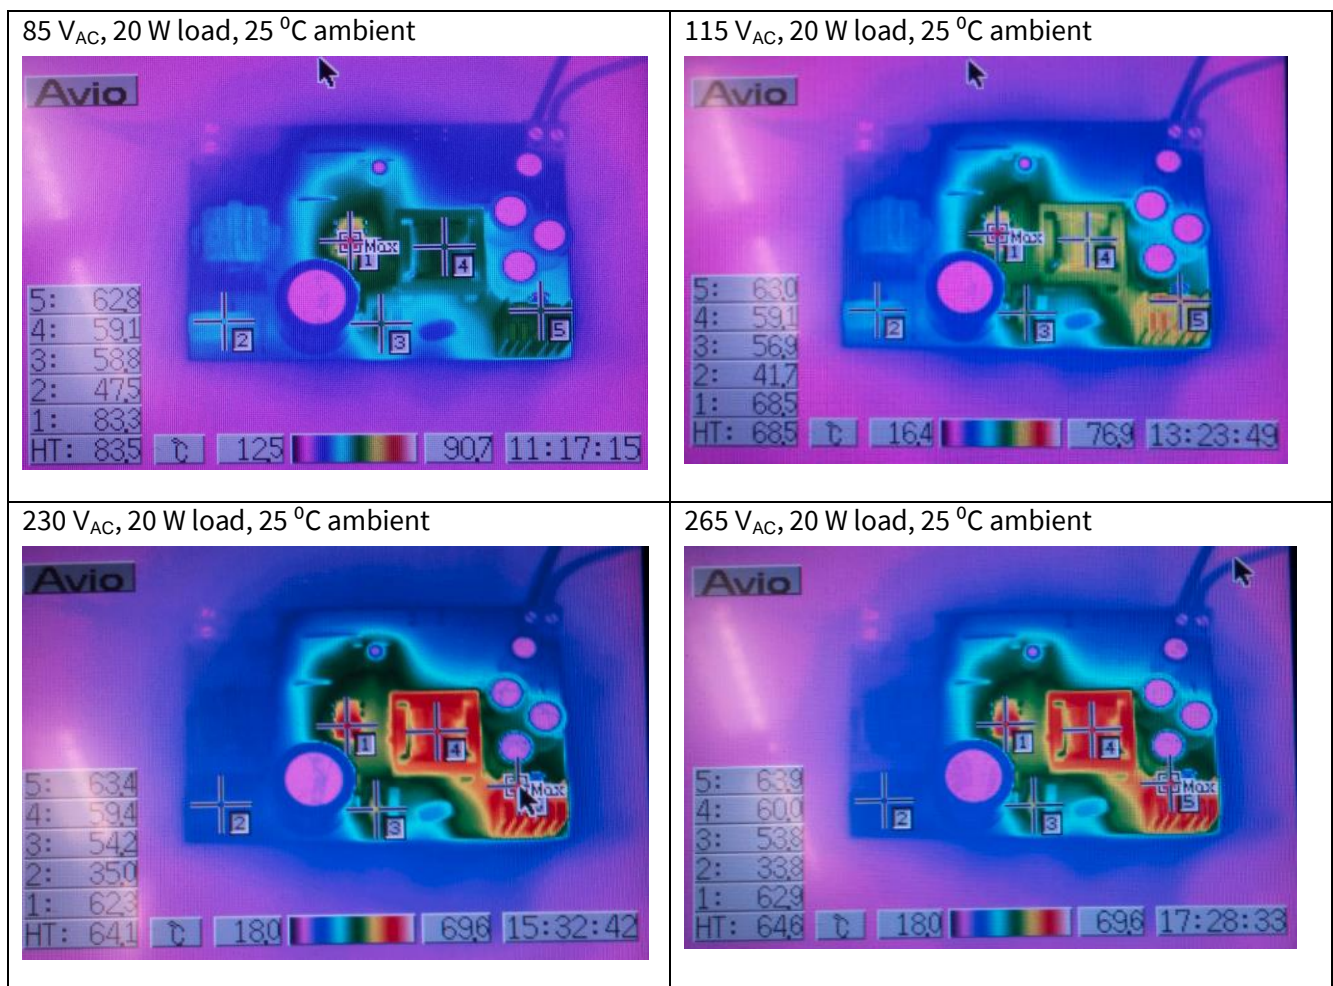 85 VAC, 20 W load, 25 ⁰C ambient
Avio
Max
1
4
2
3
5
5: 62.8
4: 59.1
3: 58.8
2: 47.5
1: 83.3
HT: 83.5 ℃ 12.5 90.7 11:17:15
115 VAC, 20 W load, 25 ⁰C ambient
Avio
Max
1
4
2
3
5
5: 63.0
4: 59.1
3: 56.9
2: 41.7
1: 68.5
HT: 68.5 ℃ 16.4 76.9 13:23:49
230 VAC, 20 W load, 25 ⁰C ambient
Avio
1
4
Max
2
3
5: 63.4
4: 59.4
3: 54.2
2: 35.0
1: 62.3
HT: 64.1 ℃ 18.0 69.6 15:32:42
265 VAC, 20 W load, 25 ⁰C ambient
Avio
1
4
Max
5
2
3
5: 63.9
4: 60.0
3: 53.8
2: 33.8
1: 62.9
HT: 64.6 ℃ 18.0 69.6 17:28:33